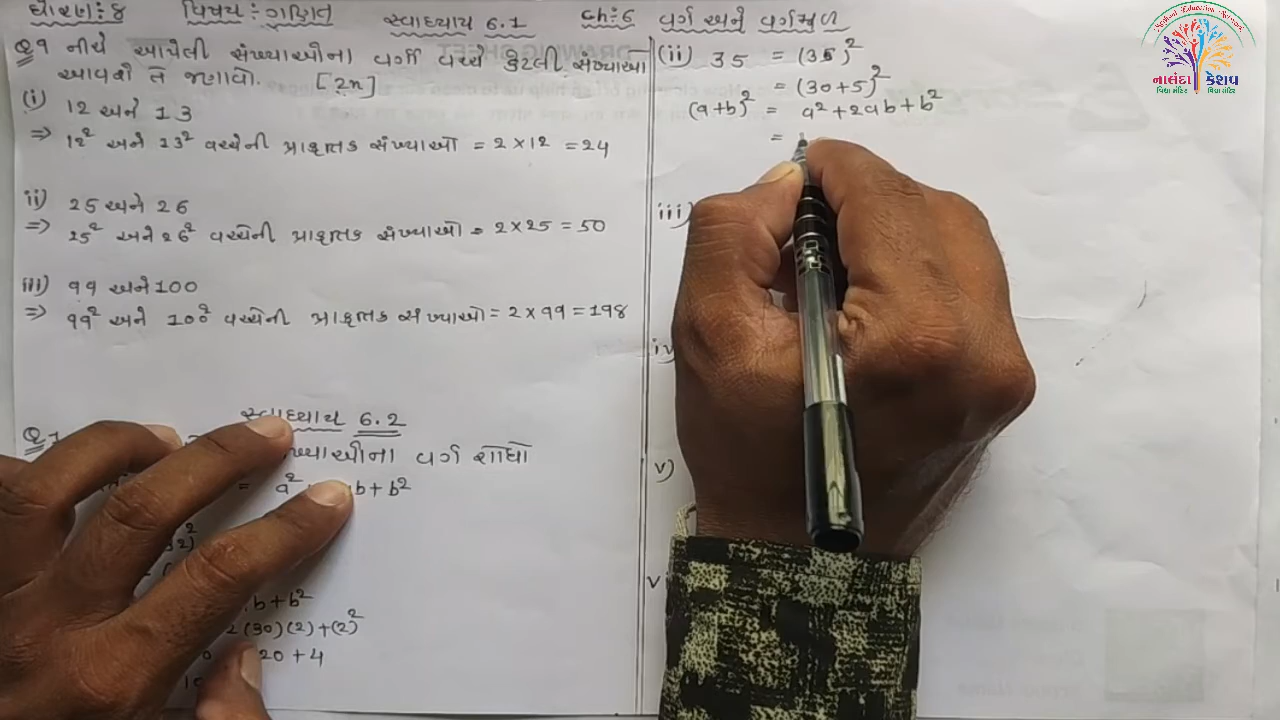 ધોરણ: 8 વિષય: ગણિત સ્વાધ્યાય 6.1 ch: 6 વર્ગ અને વર્ગમૂળ
Q1 નીચે આપેલી સંખ્યાઓના વર્ગો વચ્ચે કેટલી સંખ્યાઓ
આવશે તે જણાવો. [2n]
(i) 12 અને 13
⇒ 12² અને 13² વચ્ચેની પ્રાકૃતિક સંખ્યાઓ = 2 × 12 = 24
ii) 25 અને 26
⇒ 25² અને 26² વચ્ચેની પ્રાકૃતિક સંખ્યાઓ = 2 × 25 = 50
iii) 99 અને 100
⇒ 99² અને 100² વચ્ચેની પ્રાકૃતિક સંખ્યાઓ = 2 × 99 = 198
સ્વાધ્યાય 6.2
વર્ગ શોધો
= a² b + b²
b + b²
2 (30) (2) + (2)²
20 + 4
(ii) 35 = (35)²
= (30+5)²
(a+b)² = a² + 2ab + b²
=
iii)
iv
v)
vi
નાલંદા વિદ્યા મંદિર
કેશવ વિદ્યા મંદિર